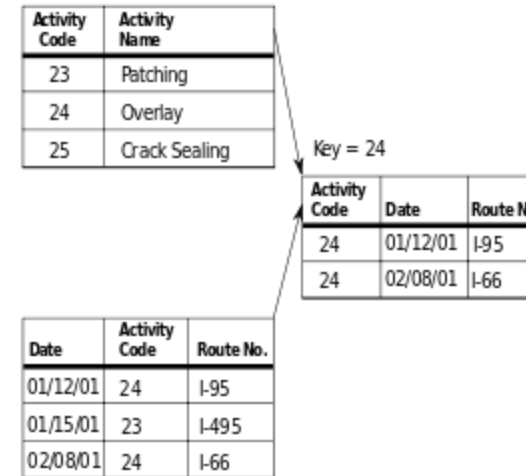 Activity Code Activity Name
23 Patching
24 Overlay
25 Crack Sealing
Key = 24
Activity Code Date Route N
24 01/12/01 I-95
24 02/08/01 I-66
Date Activity Code Route No.
01/12/01 24 I-95
01/15/01 23 I-495
02/08/01 24 I-66